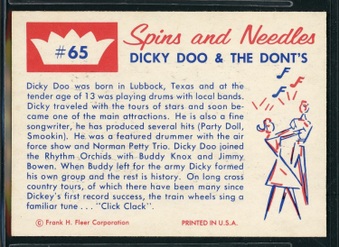 #65
Spins and Needles
DICKY DOO & THE DONT'S
Dicky Doo was born in Lubbock, Texas and at the
tender age of 13 was playing drums with local bands.
Dicky traveled with the tours of stars and soon be-
came one of the main attractions. He is also a fine
songwriter, he has produced several hits (Party Doll,
Smookin). He was a featured drummer with the air
force show and Norman Petty Trio. Dicky Doo joined
the Rhythm Orchids with Buddy Knox and Jimmy
Bowen. When Buddy left for the army Dicky formed
his own group and the rest is history. On long cross
country tours, of which there have been many since
Dickey's first record success, the train wheels sing a
familiar tune . . . "Click Clack".
© Frank H. Fleer Corporation
PRINTED IN U.S.A.